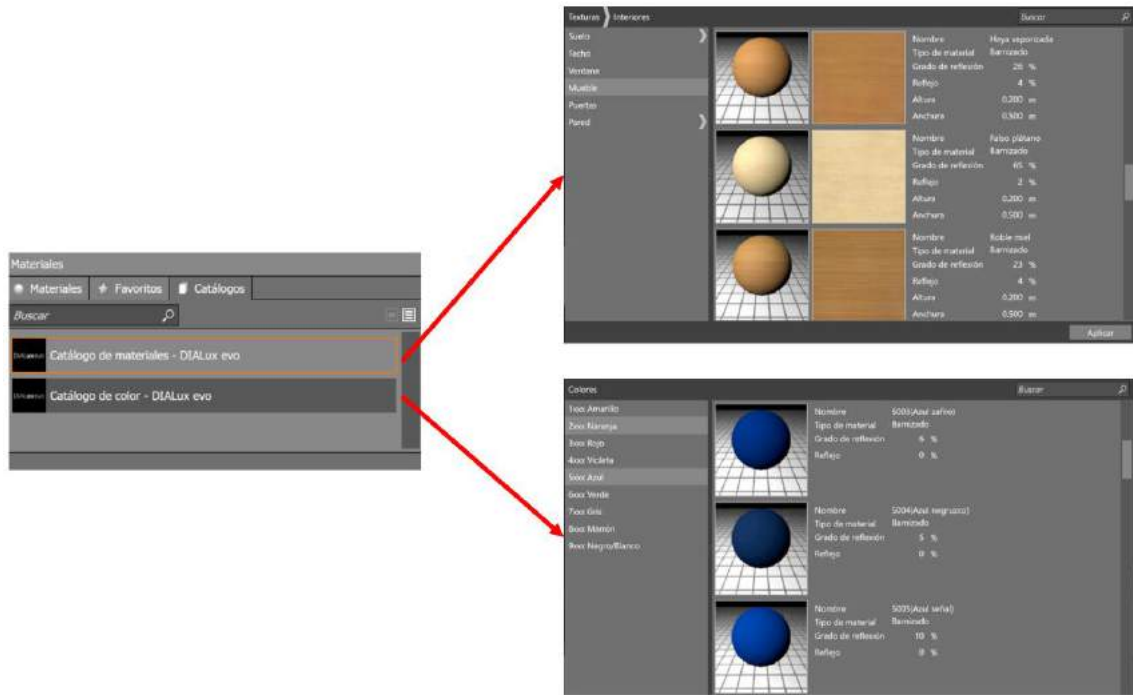 Materiales
Materiales Favoritos Catálogos
Buscar
Catálogo de materiales - DIALux evo
Catálogo de color - DIALux evo
Texturas Interiores Buscar
Suelo
Techo
Ventana
Mueble
Puertas
Pared
Nombre Haya vaporizada
Tipo de material Barnizado
Grado de reflexión 28 %
Reflejo 4 %
Altura 0.200 m
Anchura 0.500 m
Nombre Falso plátano
Tipo de material Barnizado
Grado de reflexión 65 %
Reflejo 2 %
Altura 0.200 m
Anchura 0.500 m
Nombre Roble miel
Tipo de material Barnizado
Grado de reflexión 23 %
Reflejo 4 %
Altura 0.200 m
Anchura 0.500 m
Aplicar
Colores Buscar
1xxx Amarillo
2xxx Naranja
3xxx Rojo
4xxx Violeta
5xxx Azul
6xxx Verde
7xxx Gris
8xxx Marrón
9xxx Negro/Blanco
Nombre 5003(Azul zafiro)
Tipo de material Barnizado
Grado de reflexión 6 %
Reflejo 0 %
Nombre 5004(Azul negruzco)
Tipo de material Barnizado
Grado de reflexión 5 %
Reflejo 0 %
Nombre 5005(Azul señal)
Tipo de material Barnizado
Grado de reflexión 10 %
Reflejo 0 %